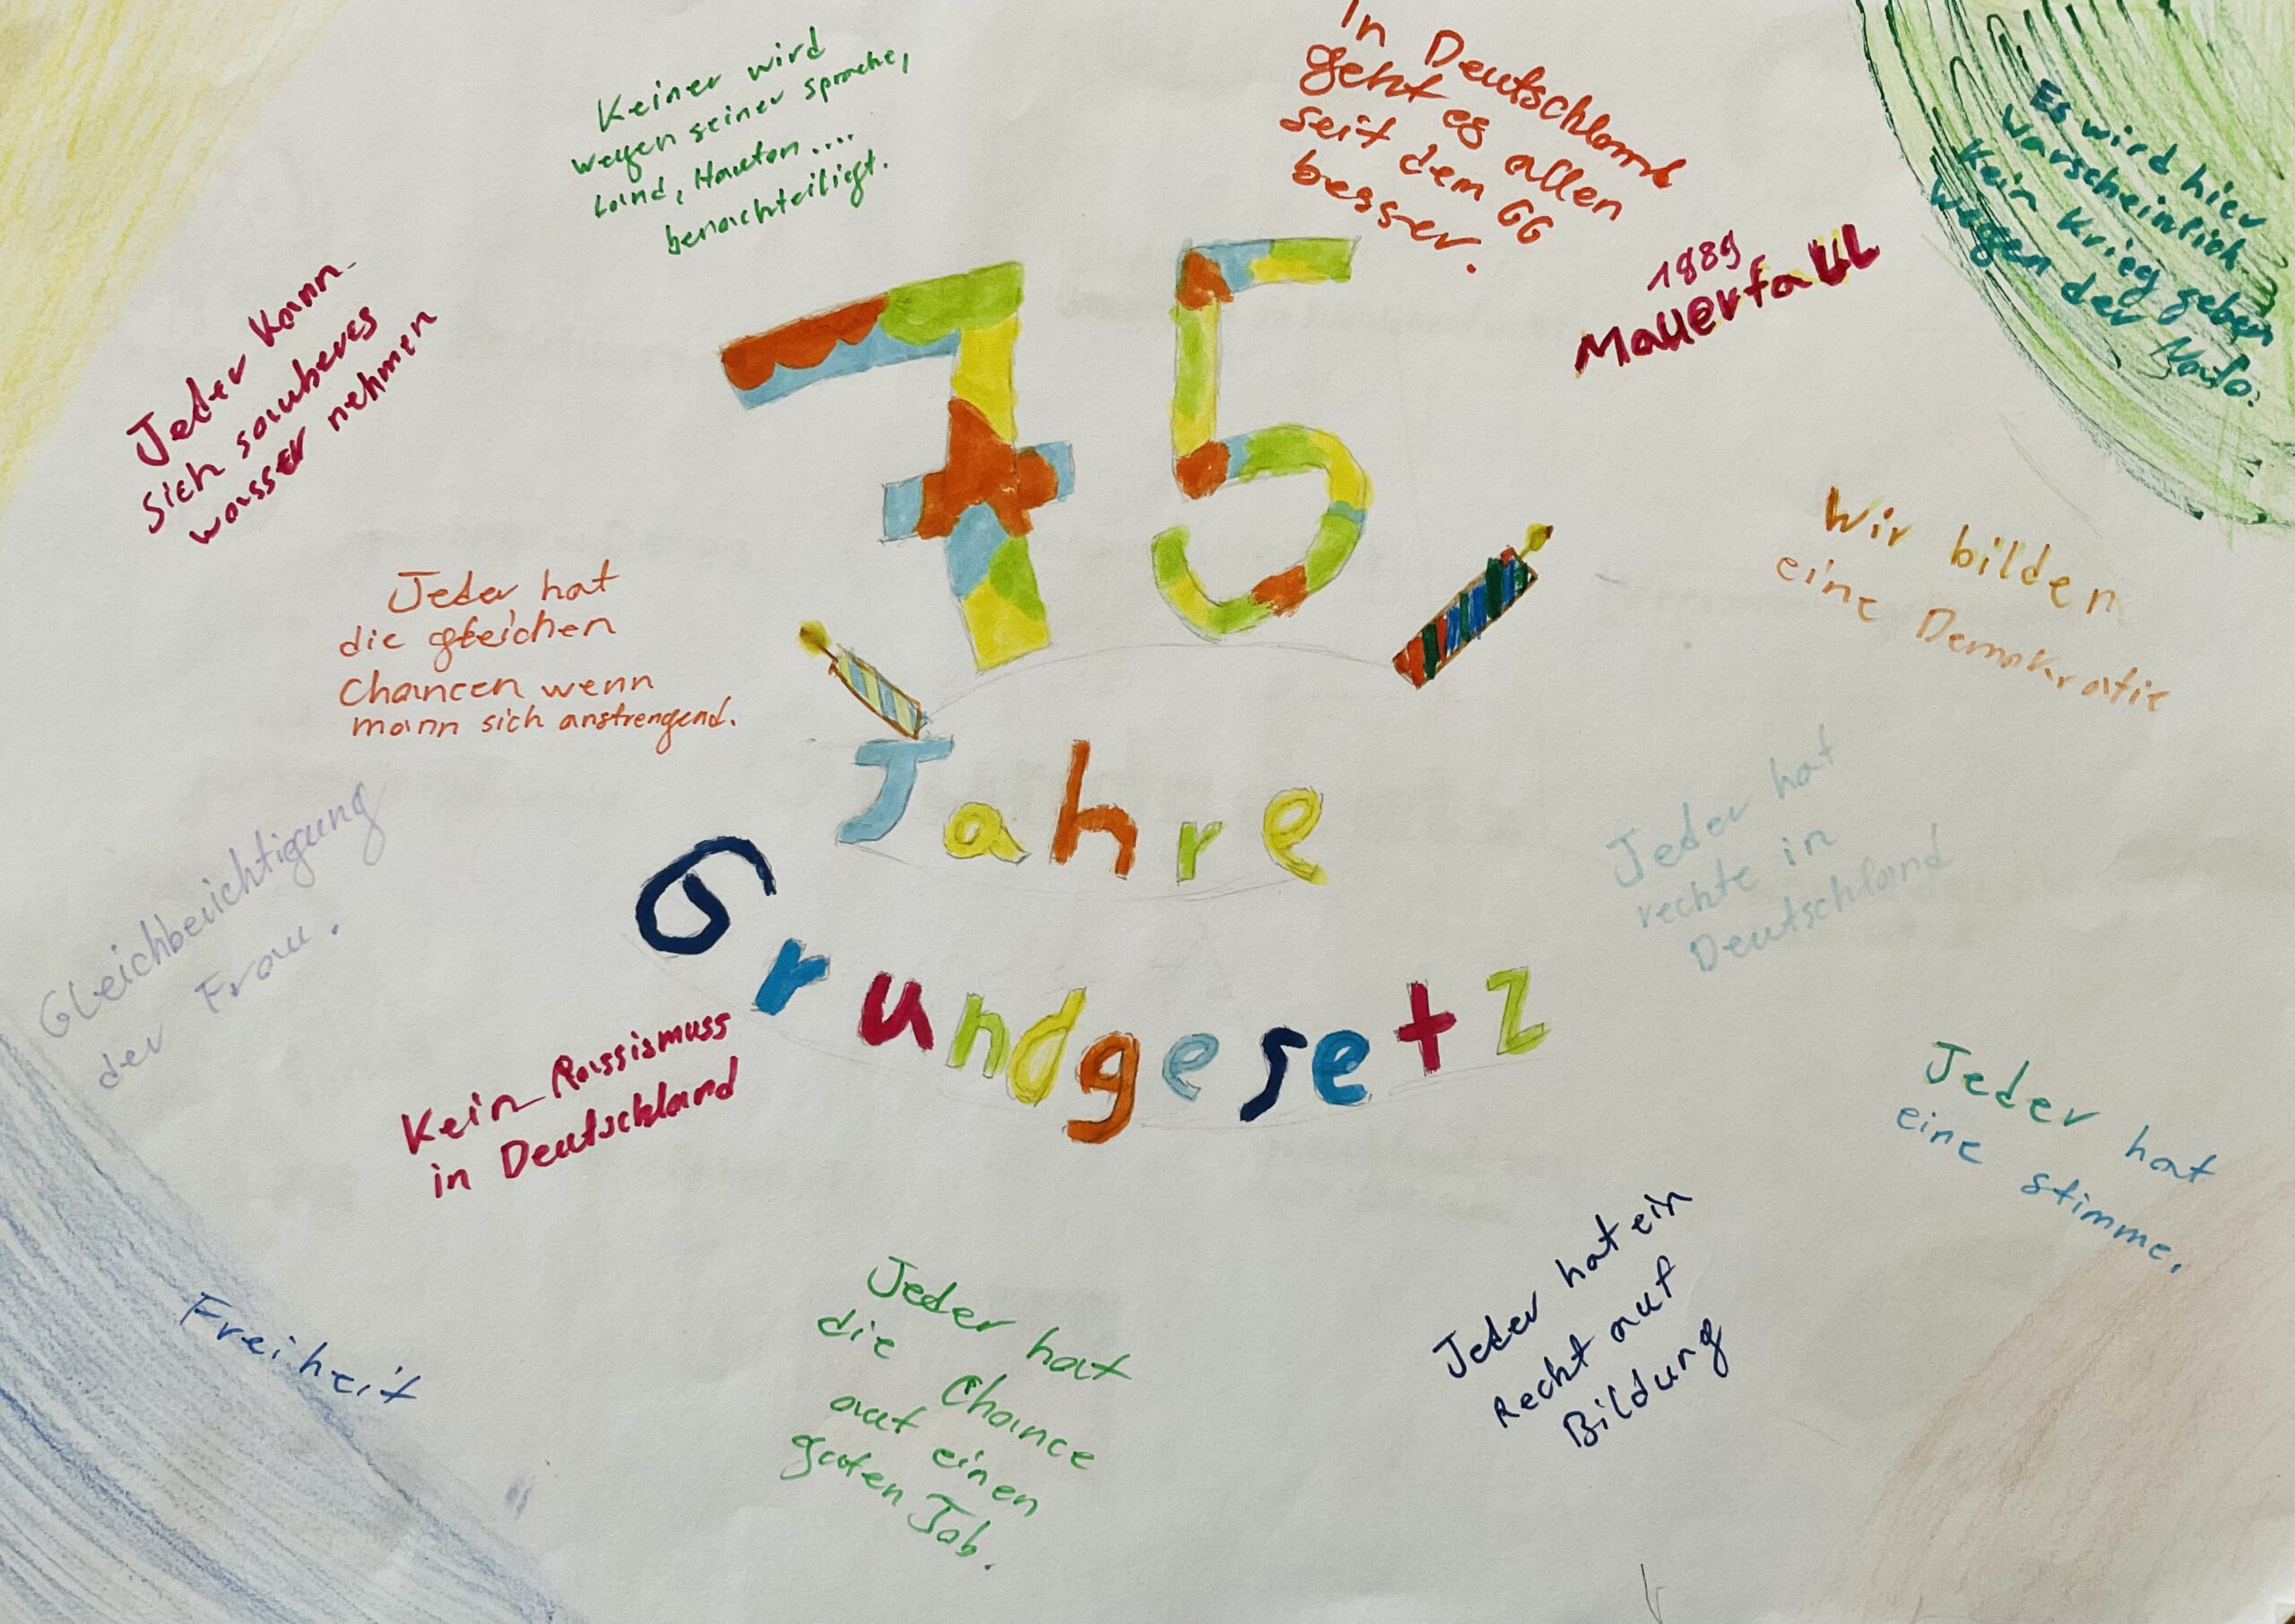 Keiner wird
wegen seiner sprache,
Land, Hauton....
benachteiligt.
In Deutschland
geht es allen
seit dem GG
besser.
Es wird hier
warscheinlich
kein Krieg geben
wegen der Nato.
1989
Mauerfall
Jeder kann
sich sauberes
wasser nehmen
75
Wir bilden
eine Demokratie
Jeder hat
die gleichen
Chancen wenn
mann sich anstrengend.
Jahre
Jeder hat
rechte in
Deutschland
Gleichberichtigung
der Frau.
Grundgesetz
Kein Rassismuss
in Deutschland
Jeder hat
eine stimme.
Freiheit
Jeder hat
die Chance
auf einen
guten Job.
Jeder hat ein
Recht auf
Bildung